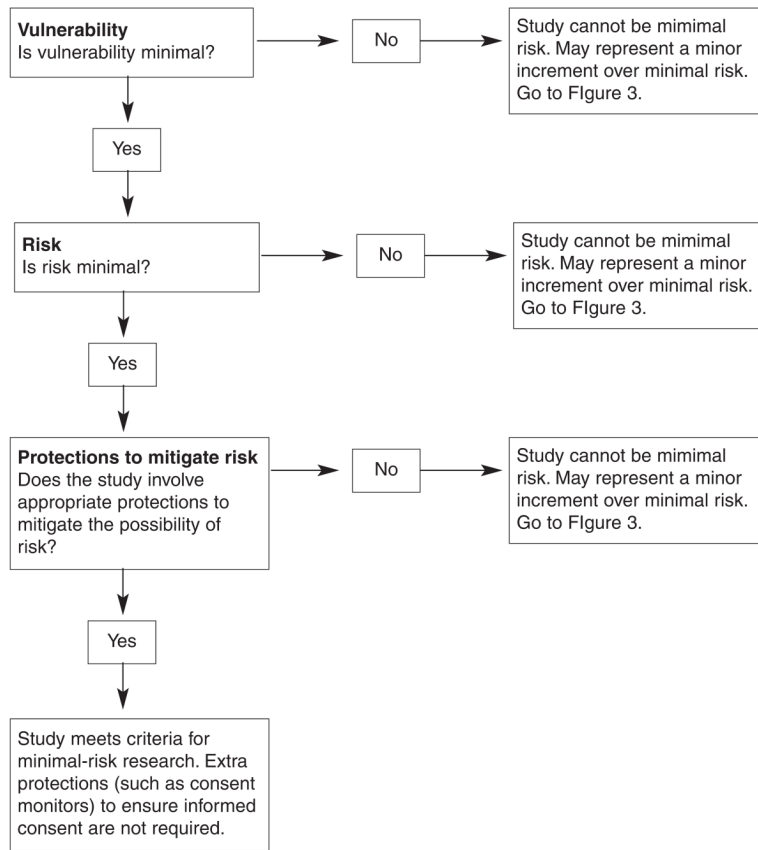 Vulnerability
Is vulnerability minimal?
No
Study cannot be mimimal
risk. May represent a minor
increment over minimal risk.
Go to FIgure 3.
Yes
Risk
Is risk minimal?
No
Study cannot be mimimal
risk. May represent a minor
increment over minimal risk.
Go to FIgure 3.
Yes
Protections to mitigate risk
Does the study involve
appropriate protections to
mitigate the possibility of
risk?
No
Study cannot be mimimal
risk. May represent a minor
increment over minimal risk.
Go to FIgure 3.
Yes
Study meets criteria for
minimal-risk research. Extra
protections (such as consent
monitors) to ensure informed
consent are not required.